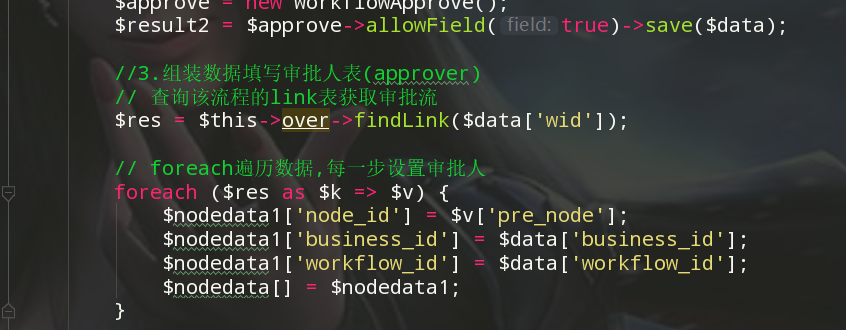 $approve = new WorkflowApprove();
$result2 = $approve->allowField( field: true)->save($data);
//3.组装数据填写审批人表(approver)
// 查询该流程的link表获取审批流
$res = $this->over->findLink($data['wid']);
// foreach遍历数据,每一步设置审批人
foreach ($res as $k => $v) {
$nodedata1['node_id'] = $v['pre_node'];
$nodedata1['business_id'] = $data['business_id'];
$nodedata1['workflow_id'] = $data['workflow_id'];
$nodedata[] = $nodedata1;
}